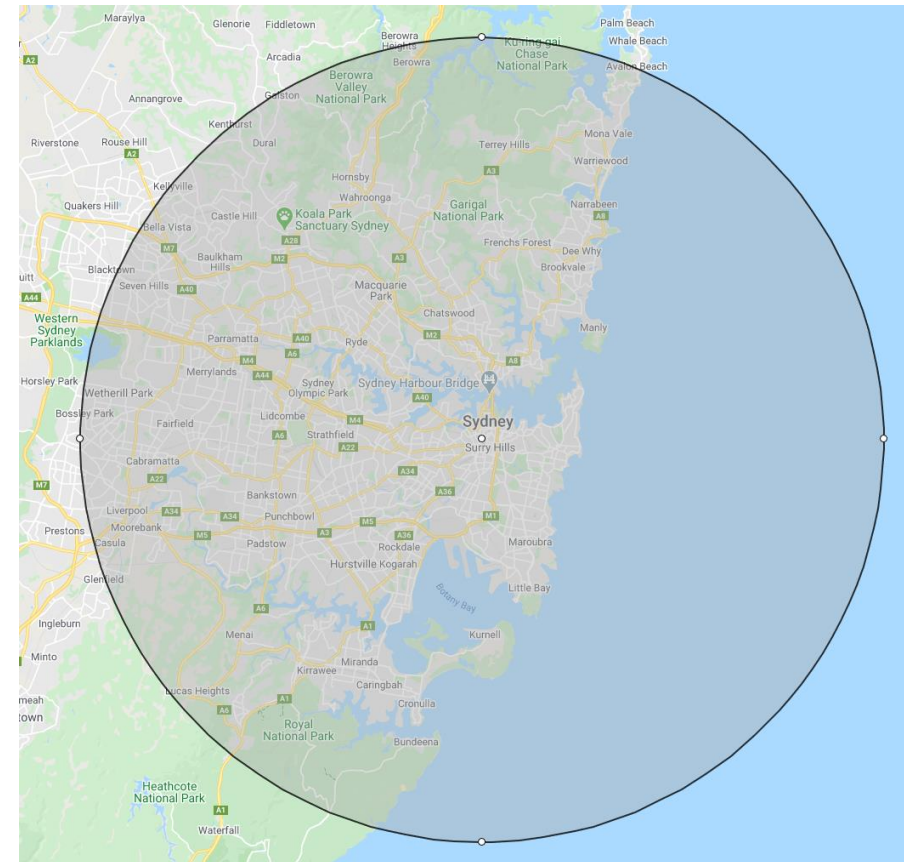 Maraylya
Glenorie
Fiddletown
Palm Beach
Berowra
Heights
Whale Beach
Ku-ring-gai
Chase
National Park
Arcadia
Berowra
A2
Avalon Beach
Berowra
Valley
National Park
Galston
Annangrove
Kenthurst
Mona Vale
Riverstone
Rouse Hill
Dural
Terrey Hills
A2
Warriewood
A3
Hornsby
Kellyville
Wahroonga
Quakers Hill
Castle Hill
Koala Park
Sanctuary Sydney
Garigal
National Park
Narrabeen
A8
Bella Vista
A28
Frenchs Forest
M7
Dee Why
Baulkham
Hills
M2
A3
Brookvale
Blacktown
uitt
Seven Hills
A40
Macquarie
Park
A44
Chatswood
Western
Sydney
Parklands
Manly
M2
Parramatta
A40
Ryde
A6
M4
A8
Merrylands
A44
Horsley Park
Sydney
Olympic Park
Sydney Harbour Bridge
Wetherill Park
A40
Bossley Park
Lidcombe
M4
Sydney
Fairfield
A6
Strathfield
A22
Surry Hills
Cabramatta
A34
A22
M7
Bankstown
A36
Liverpool
A34
A34
Punchbowl
M5
M1
Moorebank
Prestons
M5
A3
A36
Casula
Padstow
Rockdale
Maroubra
Hurstville
Kogarah
Glenfield
Little Bay
Botany Bay
A6
Ingleburn
A1
Menai
Kurnell
Minto
Miranda
Kirrawee
Caringbah
Lucas Heights
meah
A1
Cronulla
town
A6
Royal
National Park
Bundeena
Heathcote
National Park
A1
Waterfall